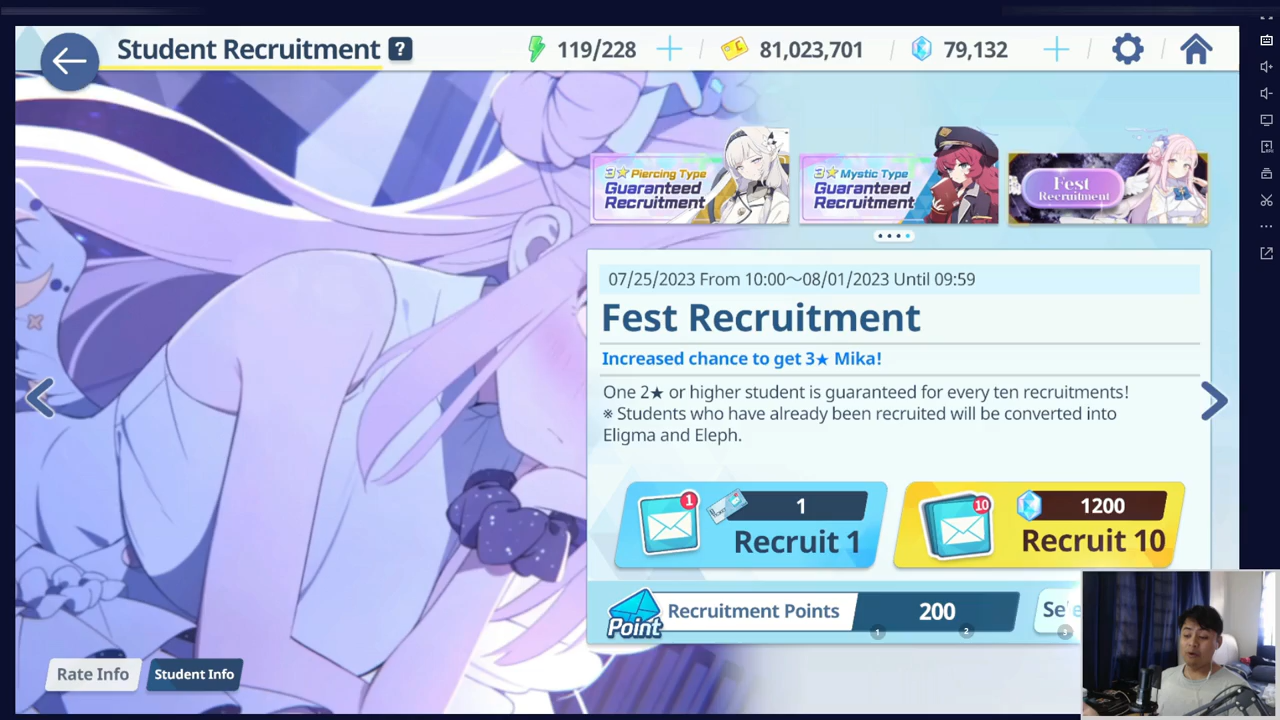 Student Recruitment ?
119/228
81,023,701
79,132
3★ Piercing Type
Guaranteed
Recruitment
3★ Mystic Type
Guaranteed
Recruitment
Fest
Recruitment
07/25/2023 From 10:00~08/01/2023 Until 09:59
Fest Recruitment
Increased chance to get 3★ Mika!
One 2★ or higher student is guaranteed for every ten recruitments!
※ Students who have already been recruited will be converted into
Eligma and Eleph.
1
1
Recruit 1
10
1200
Recruit 10
Point
Recruitment Points
200
1
2
3
Rate Info
Student Info